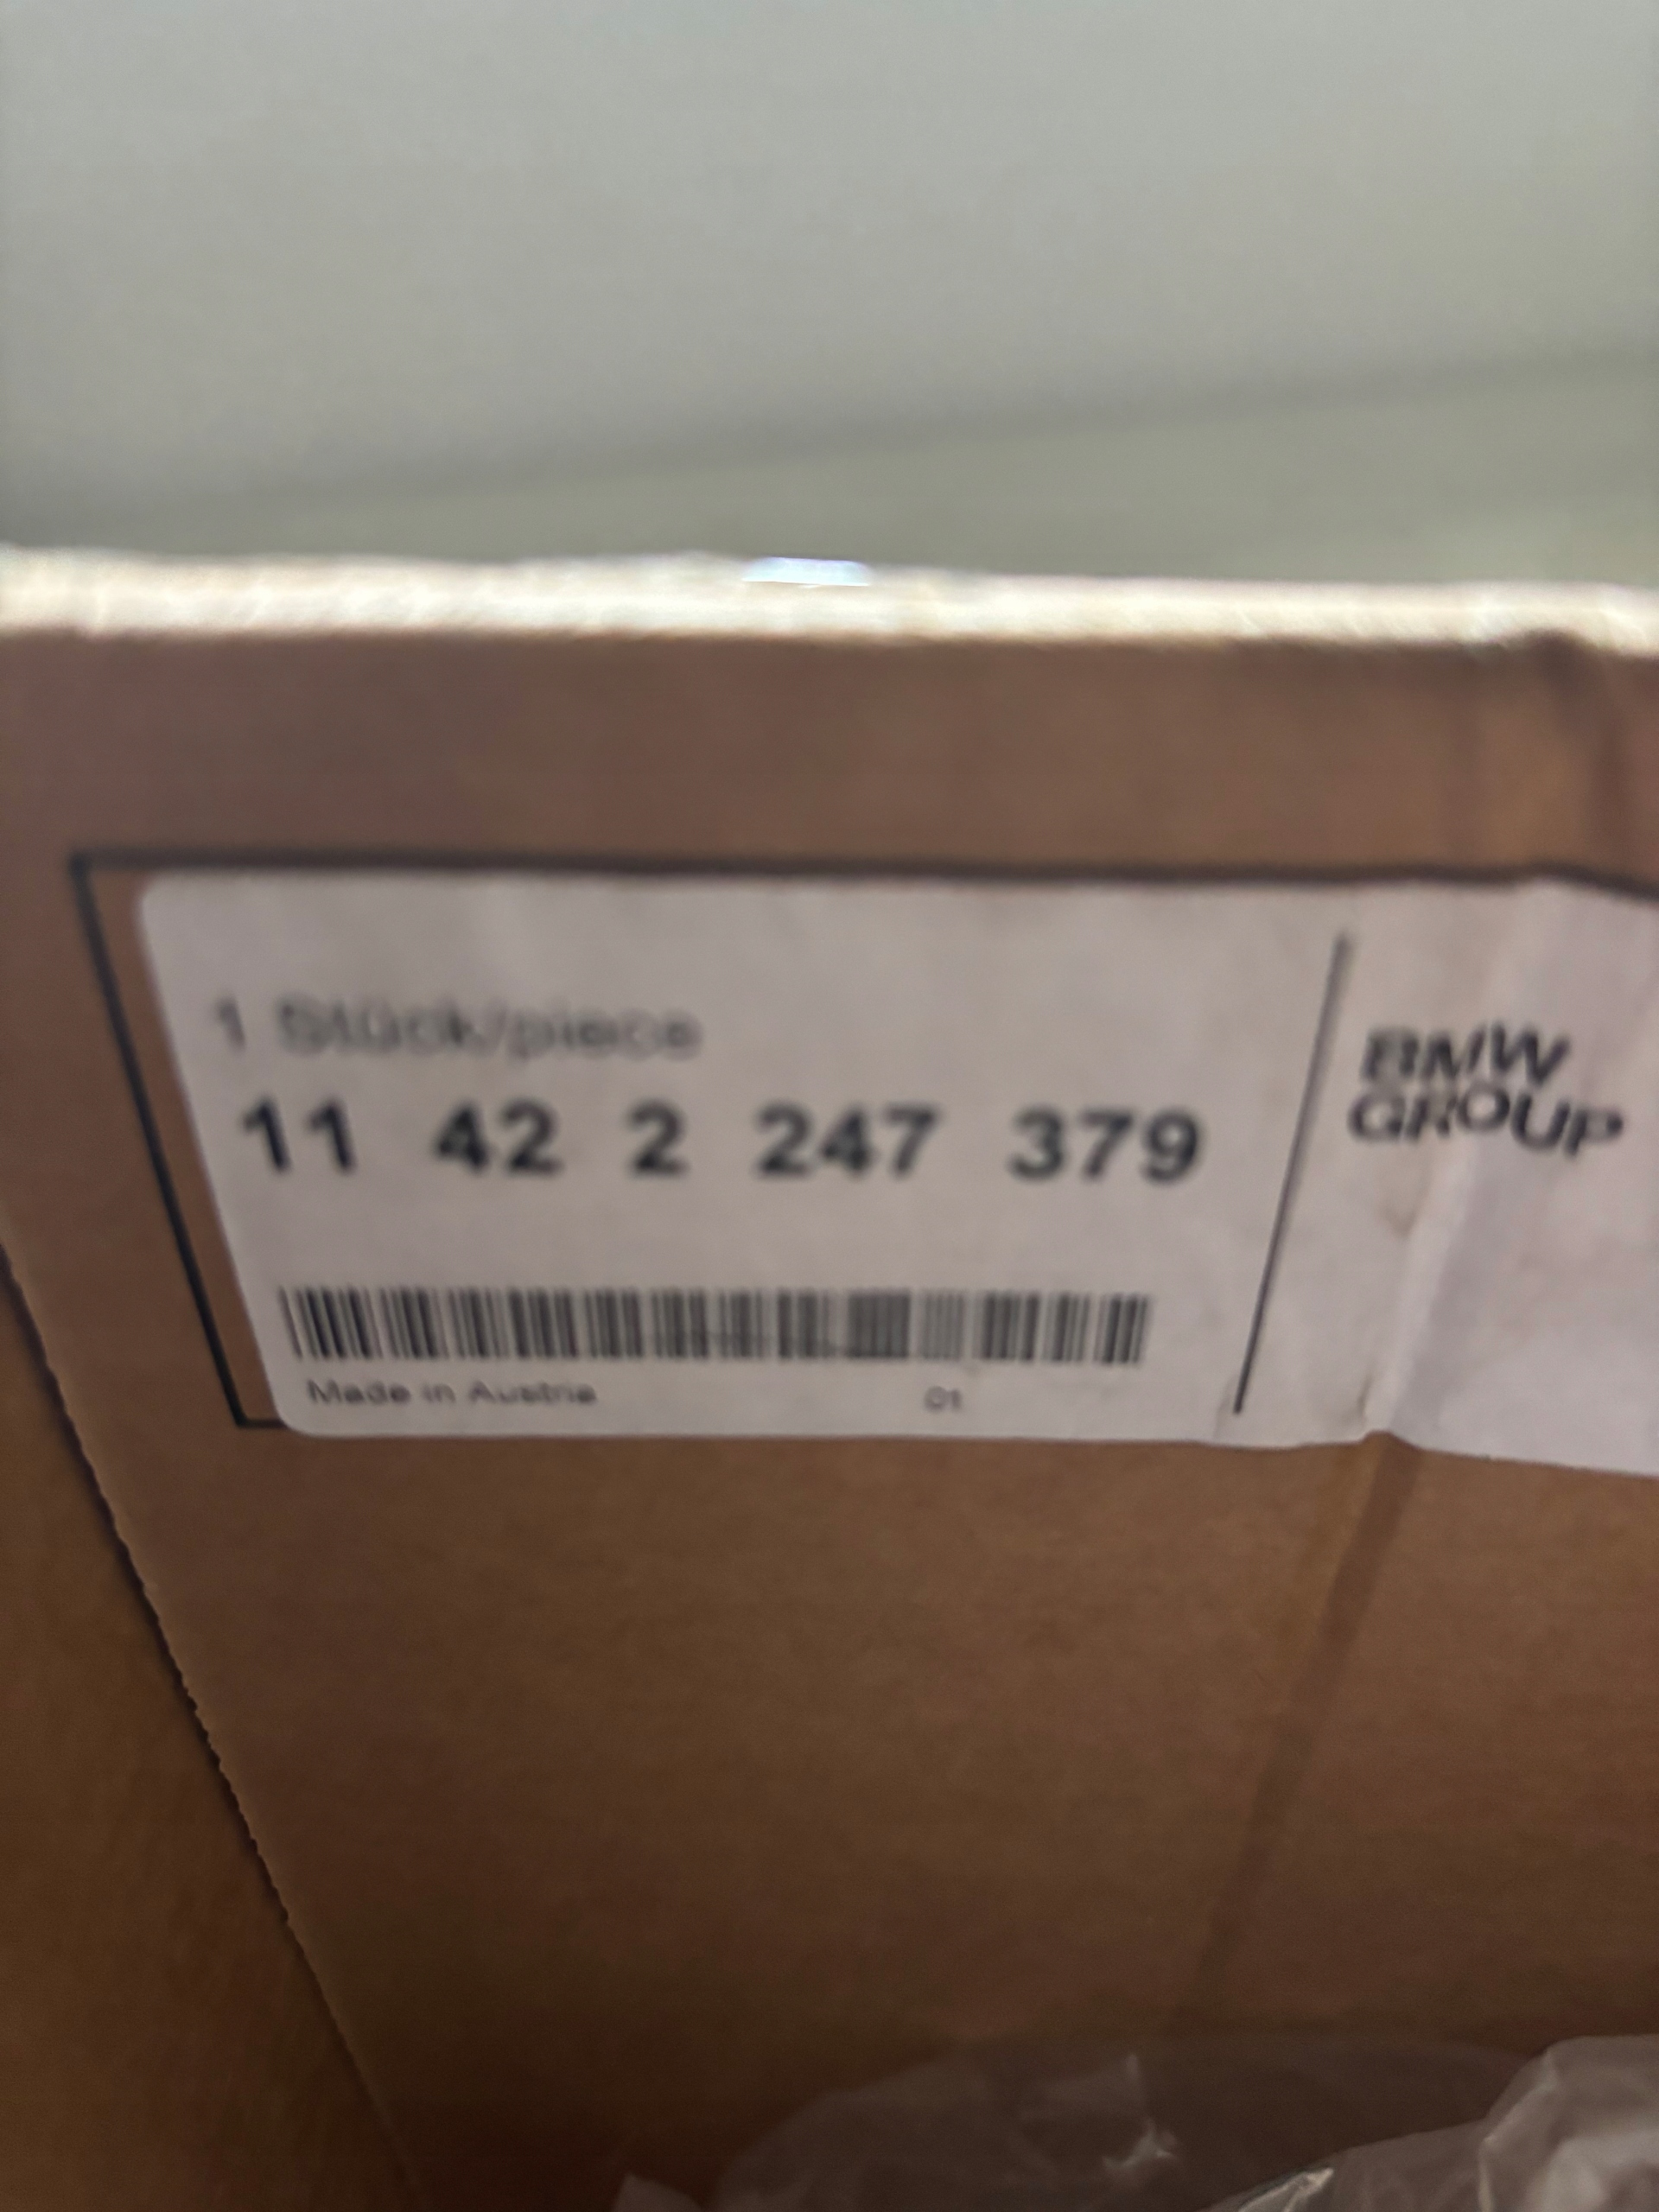 1 Stück/piece
11 42 2 247 379
BMW
GROUP
Made in Austria 01